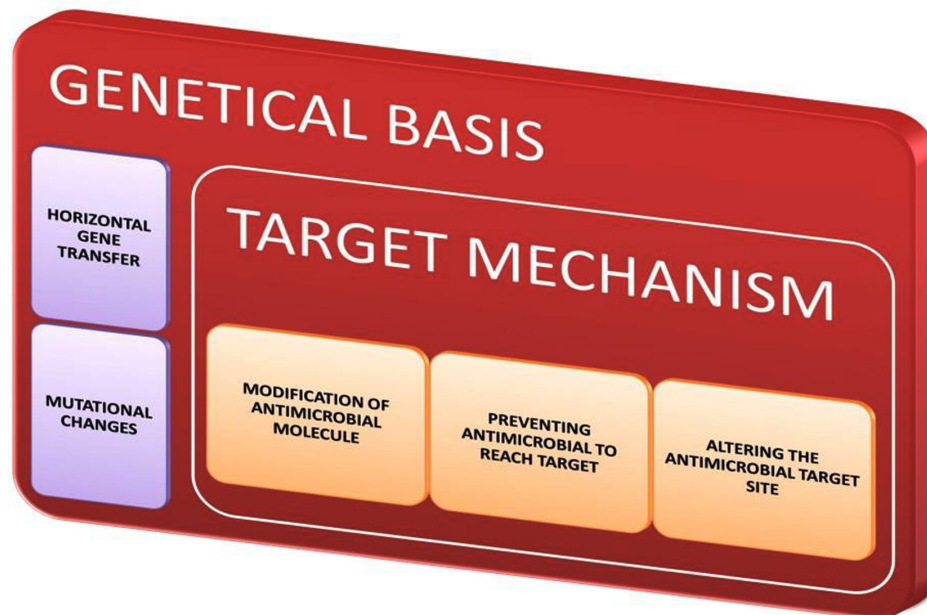 GENETICAL BASIS
HORIZONTAL
GENE
TRANSFER
MUTATIONAL
CHANGES
TARGET MECHANISM
MODIFICATION OF
ANTIMICROBIAL
MOLECULE
PREVENTING
ANTIMICROBIAL TO
REACH TARGET
ALTERING THE
ANTIMICROBIAL TARGET
SITE